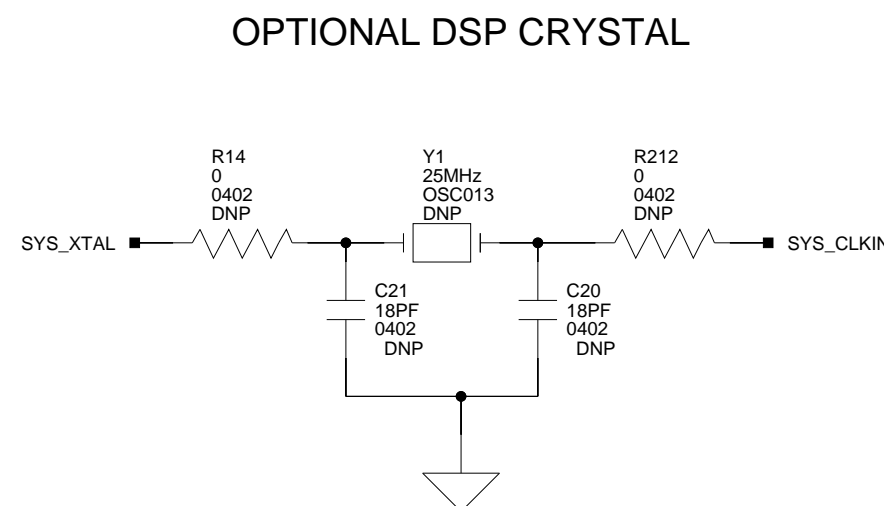 OPTIONAL DSP CRYSTAL
R14
0
0402
DNP
Y1
25MHz
OSC013
DNP
R212
0
0402
DNP
SYS_XTAL
SYS_CLKIN
C21
18PF
0402
DNP
C20
18PF
0402
DNP